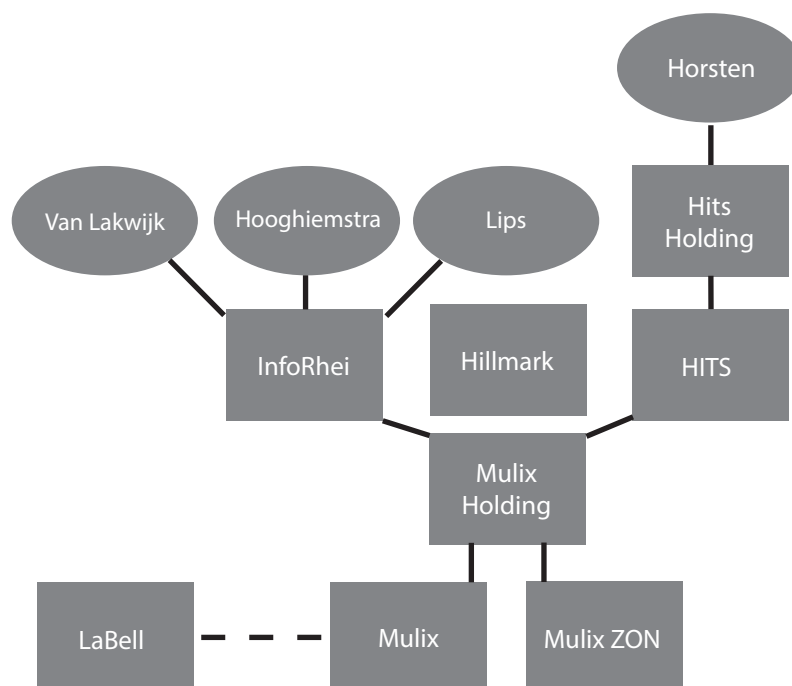 Horsten
Van Lakwijk
Hooghiemstra
Lips
Hits
Holding
InfoRhei
Hillmark
HITS
Mulix
Holding
LaBell
Mulix
Mulix ZON